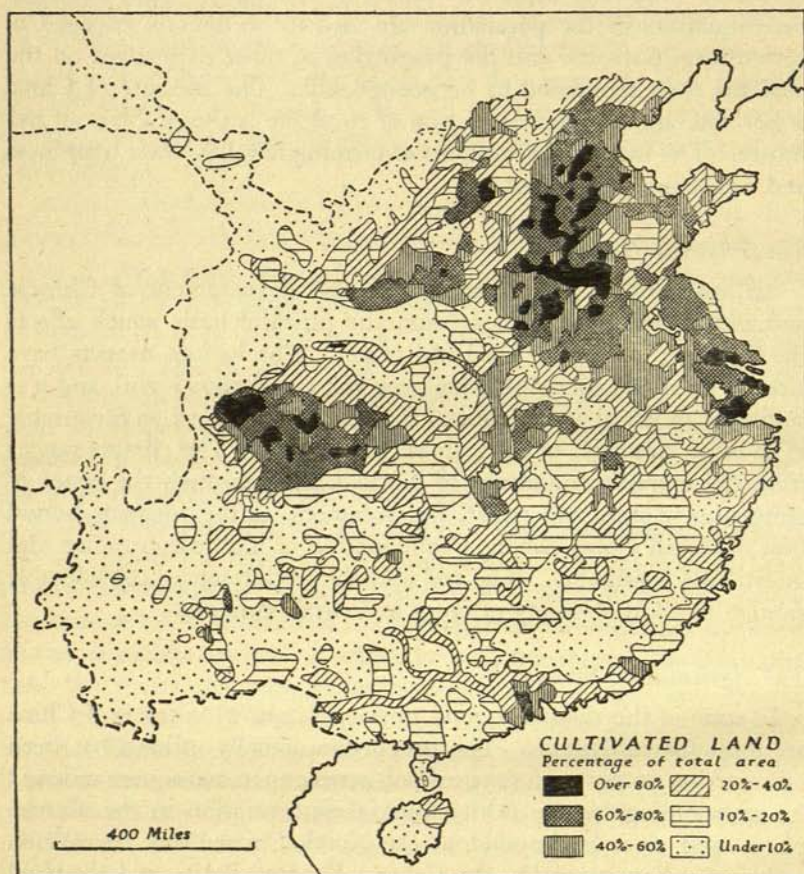 CULTIVATED LAND
Percentage of total area
Over 80% 20%-40%
60%-80% 10%-20%
40%-60% Under 10%
400 Miles